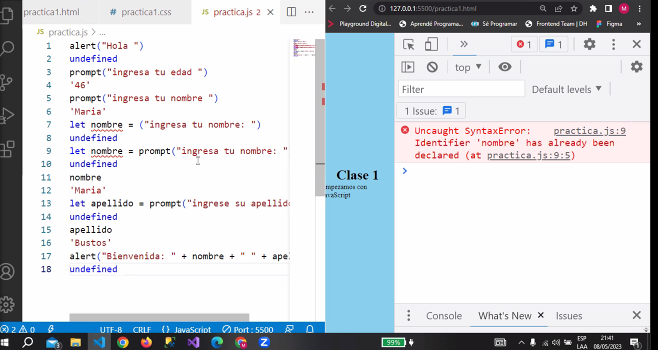 practica1.html
practica1.css
JS practica.js 2
JS practica.js > ...
1 alert("Hola ")
2 undefined
3 prompt("ingresa tu edad ")
4 '46'
5 prompt("ingresa tu nombre ")
6 'Maria'
7 let nombre = ("ingresa tu nombre: ")
8 undefined
9 let nombre = prompt("ingresa tu nombre: "
10 undefined
11 nombre
12 'Maria'
13 let apellido = prompt("ingrese su apellido
14 undefined
15 apellido
16 'Bustos'
17 alert("Bienvenida: " + nombre + " " + apel
18 undefined
2 0 UTF-8 CRLF {} JavaScript Port : 5500
127.0.0.1:5500/practica1.html
M
Playground Digital... Aprendé Programa... Sé Programar Frontend Team | DH Figma »
Clase 1
mpezamos con
avaScript
» 1 1
top
Filter
Default levels
1 Issue: 1
Uncaught SyntaxError: practica.js:9
Identifier 'nombre' has already been
declared (at practica.js:9:5)
Console What's New Issues
99%
ESP
LAA
21:41
08/05/2023